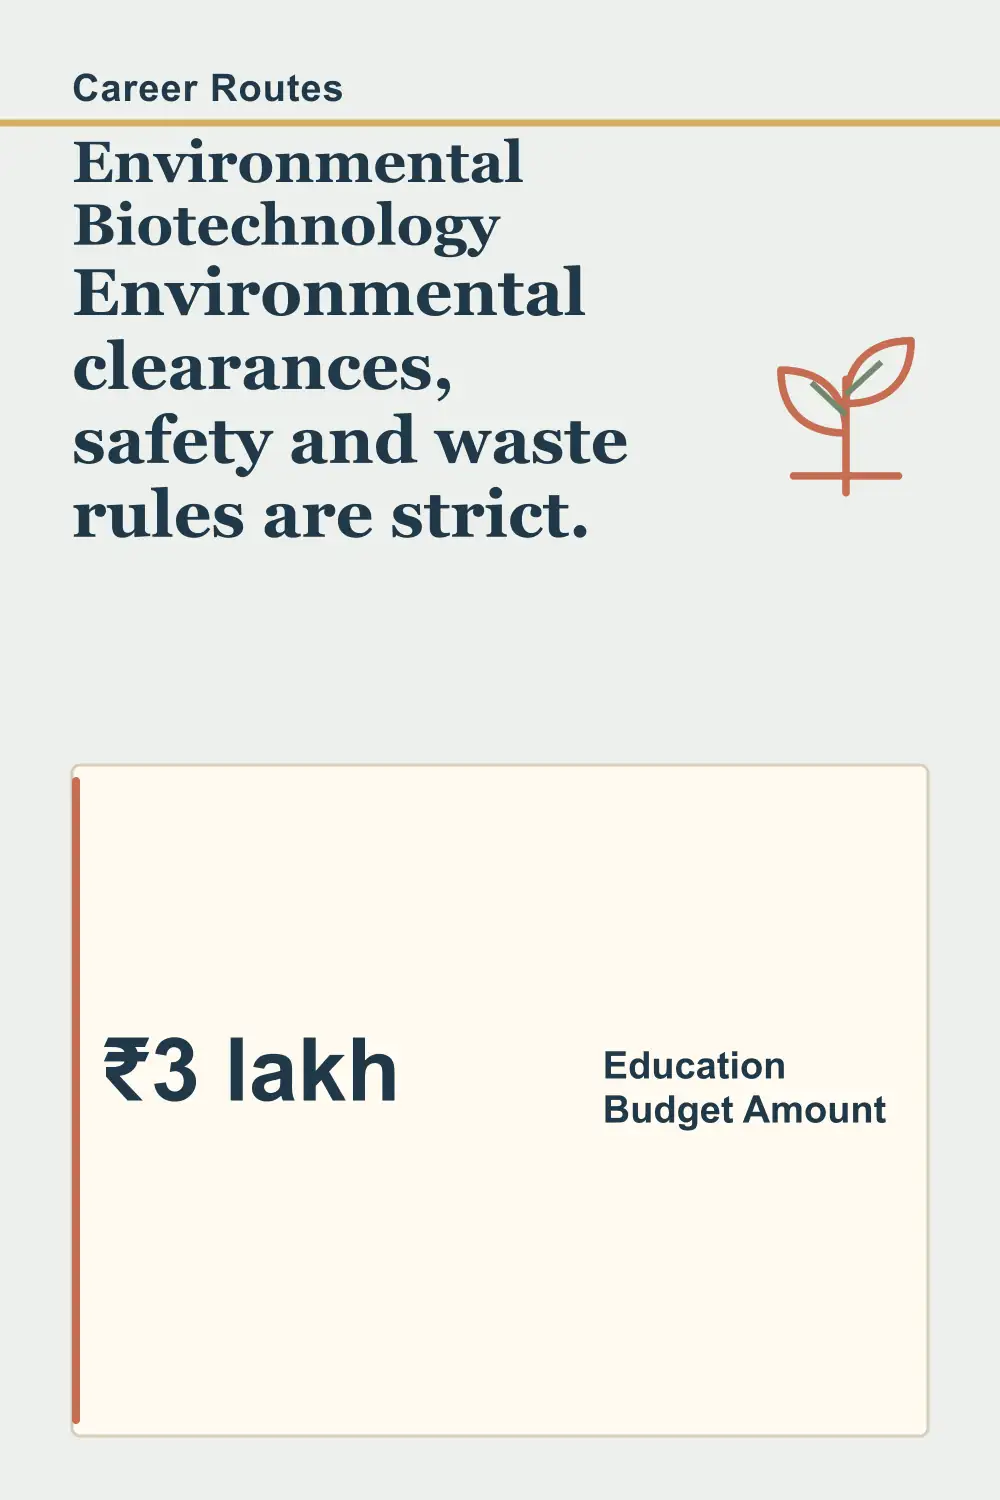 Career Routes
Environmental
Biotechnology
Environmental
clearances,
safety and waste
rules are strict.
₹3 lakh
Education
Budget Amount